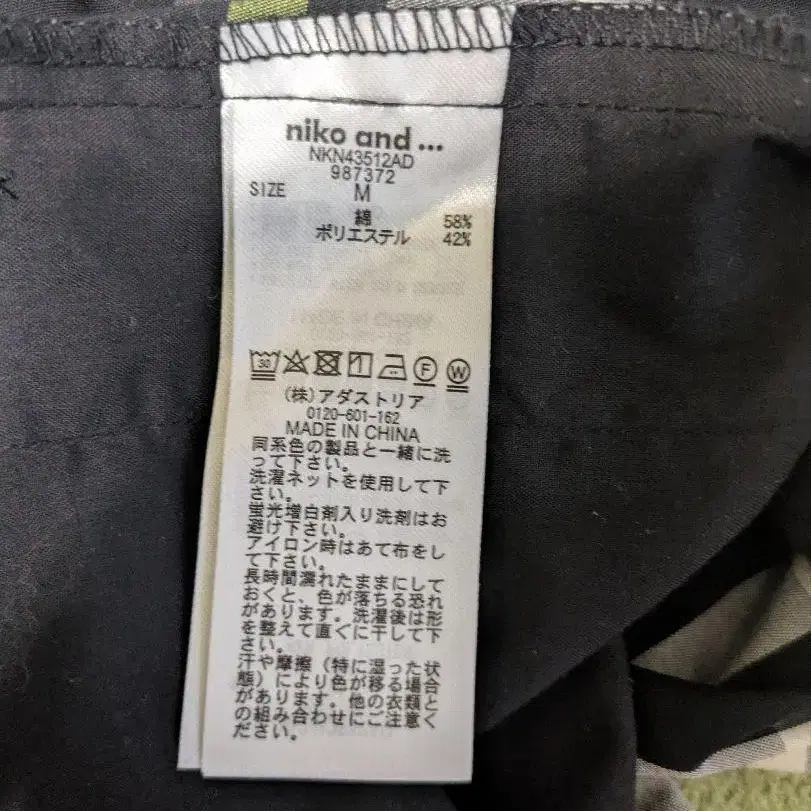 niko and ...
NKN43512AD
987372
SIZE M
綿 58%
ポリエステル 42%
30
F W
(株)アダストリア
0120-601-162
MADE IN CHINA
同系色の製品と一緒に洗
って下さい。
洗濯ネットを使用して下
さい。
蛍光増白剤入り洗剤はお
避け下さい。
アイロン時はあて布をし
て下さい。
長時間濡れたままにして
おくと、色が落ちる恐れ
があります。洗濯後は形
を整えて直ぐに干して下
さい。
汗や摩擦(特に湿った状
態)により色が移る場合
があります。他の衣類と
の組み合わせにご注意く
ださい。